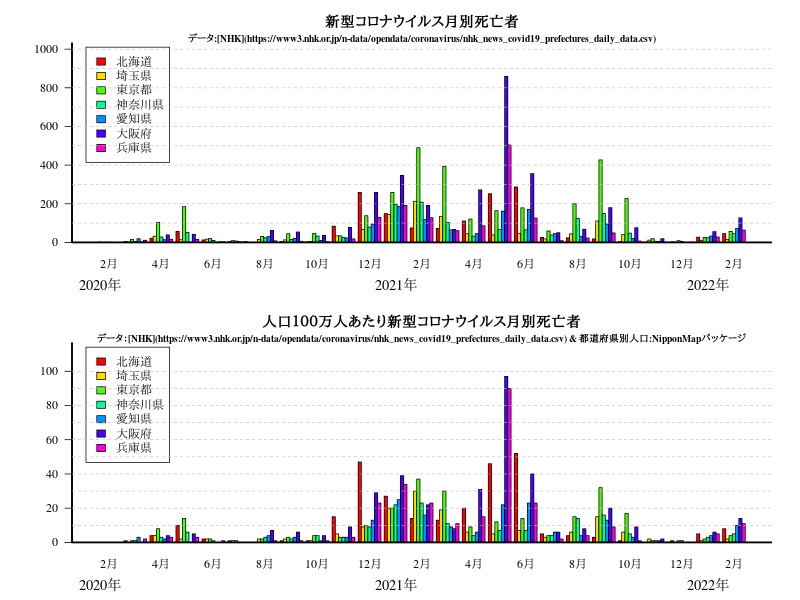 新型コロナウイルス月別死亡者
データ:[NHK](https://www3.nhk.or.jp/n-data/opendata/coronavirus/nhk_news_covid19_prefectures_daily_data.csv)
1000
800
600
400
200
0
北海道
埼玉県
東京都
神奈川県
愛知県
大阪府
兵庫県
2月 4月 6月 8月 10月 12月 2月 4月 6月 8月 10月 12月 2月
2020年 2021年 2022年
人口100万人あたり新型コロナウイルス月別死亡者
データ:[NHK](https://www3.nhk.or.jp/n-data/opendata/coronavirus/nhk_news_covid19_prefectures_daily_data.csv) & 都道府県別人口:NipponMapパッケージ
100
80
60
40
20
0
北海道
埼玉県
東京都
神奈川県
愛知県
大阪府
兵庫県
2月 4月 6月 8月 10月 12月 2月 4月 6月 8月 10月 12月 2月
2020年 2021年 2022年